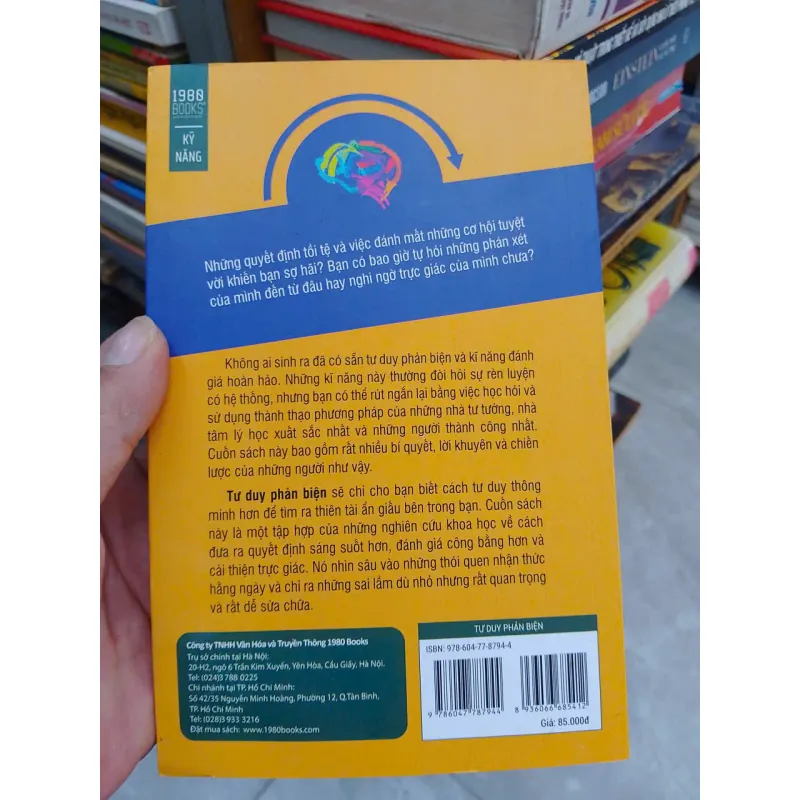 1980
BOOKS
KỸ
NĂNG
EINSTEIN
Những quyết định tồi tệ và việc đánh mất những cơ hội tuyệt
vời khiến bạn sợ hãi? Bạn có bao giờ tự hỏi những phán xét
của mình đến từ đâu hay nghi ngờ trực giác của mình chưa?
Không ai sinh ra đã có sẵn tư duy phản biện và kĩ năng đánh
giá hoàn hảo. Những kĩ năng này thường đòi hỏi sự rèn luyện
có hệ thống, nhưng bạn có thể rút ngắn lại bằng việc học hỏi và
sử dụng thành thạo phương pháp của những nhà tư tưởng, nhà
tâm lý học xuất sắc nhất và những người thành công nhất.
Cuốn sách này bao gồm rất nhiều bí quyết, lời khuyên và chiến
lược của những người như vậy.
Tư duy phản biện sẽ chỉ cho bạn biết cách tư duy thông
minh hơn để tìm ra thiên tài ẩn giấu bên trong bạn. Cuốn sách
này là một tập hợp của những nghiên cứu khoa học về cách
đưa ra quyết định sáng suốt hơn, đánh giá công bằng hơn và
cải thiện trực giác. Nó nhìn sâu vào những thói quen nhận thức
hằng ngày và chỉ ra những sai lầm dù nhỏ nhưng rất quan trọng
và rất dễ sửa chữa.
Công ty TNHH Văn Hóa và Truyền Thông 1980 Books
Trụ sở chính tại Hà Nội:
20-H2, ngõ 6 Trần Kim Xuyến, Yên Hòa, Cầu Giấy, Hà Nội.
Tel: (024)3 788 0225
Chi nhánh tại TP. Hồ Chí Minh:
Số 42/35 Nguyễn Minh Hoàng, Phường 12, Q.Tân Bình,
TP. Hồ Chí Minh
Tel: (028)3 933 3216
Đặt mua sách: www.1980books.com
TƯ DUY PHẢN BIỆN
ISBN: 978-604-77-8794-4
9 786047 787944
8 936066 685412
Giá: 85.000đ